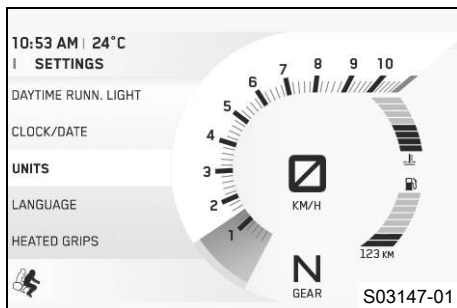 10:53 AM | 24°C
SETTINGS
DAYTIME RUNN. LIGHT
CLOCK/DATE
UNITS
LANGUAGE
HEATED GRIPS
1
2
3
4
5
6
7
8
9
10
0
KM/H
N
GEAR
123 KM
S03147-01